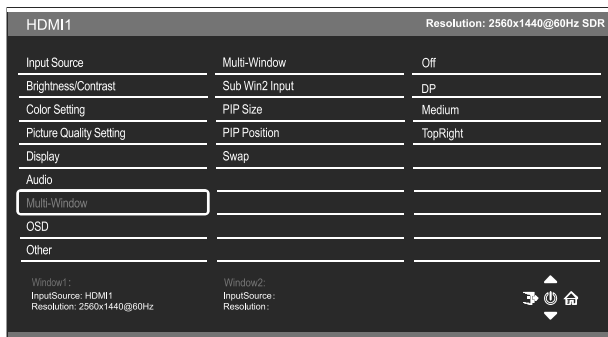 HDMI1 Resolution: 2560x1440@60Hz SDR
Input Source Multi-Window Off
Brightness/Contrast Sub Win2 Input DP
Color Setting PIP Size Medium
Picture Quality Setting PIP Position TopRight
Display Swap
Audio
Multi-Window
OSD
Other
Window1: Window2:
InputSource: HDMI1 InputSource:
Resolution: 2560x1440@60Hz Resolution: